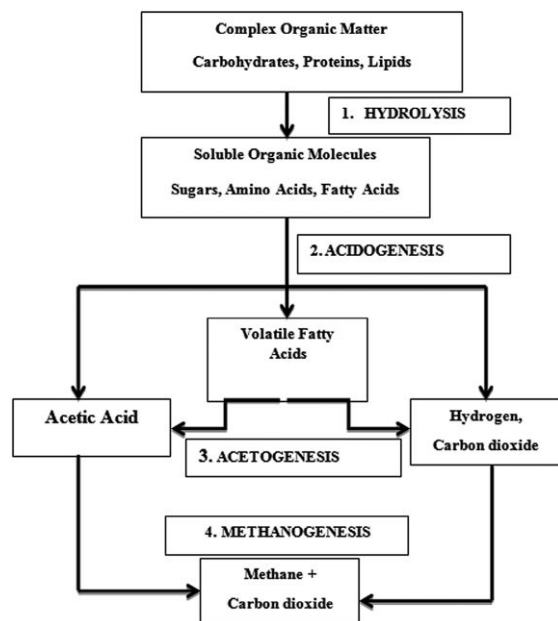 Complex Organic Matter
Carbohydrates, Proteins, Lipids
1. HYDROLYSIS
Soluble Organic Molecules
Sugars, Amino Acids, Fatty Acids
2. ACIDOGENESIS
Volatile Fatty
Acids
Acetic Acid
Hydrogen,
Carbon dioxide
3. ACETOGENESIS
4. METHANOGENESIS
Methane +
Carbon dioxide